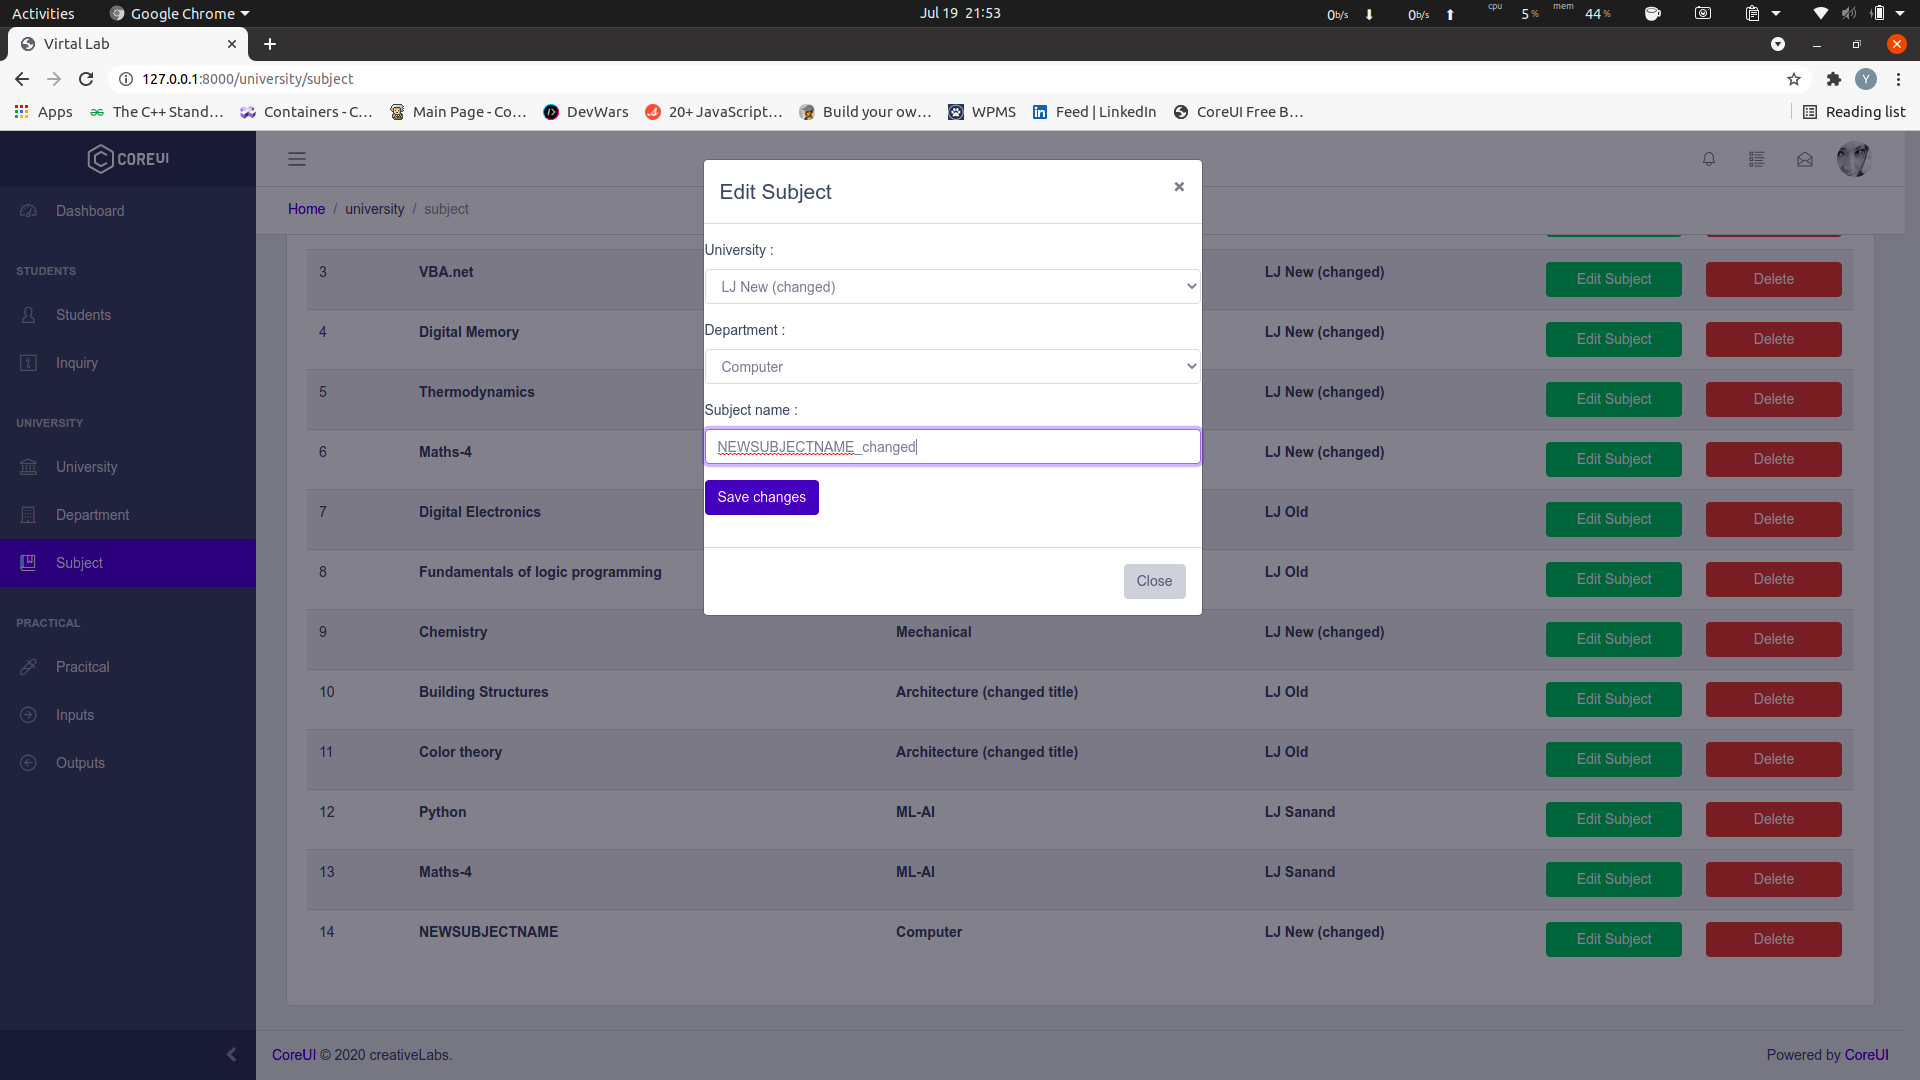 Activities Google Chrome Jul 19 21:53 0b/s 0b/s cpu 5% mem 44%
Virtal Lab
127.0.0.1:8000/university/subject Y
Apps The C++ Stand... Containers - C... Main Page - Co... DevWars 20+ JavaScript... Build your ow... WPMS Feed | LinkedIn CoreUI Free B... Reading list
COREUI
Home / university / subject
Dashboard
STUDENTS
Students
Inquiry
UNIVERSITY
University
Department
Subject
PRACTICAL
Pracitcal
Inputs
Outputs
Edit Subject ×
University :
LJ New (changed)
Department :
Computer
Subject name :
NEWSUBJECTNAME_changed
Save changes
Close
3 VBA.net LJ New (changed) Edit Subject Delete
4 Digital Memory LJ New (changed) Edit Subject Delete
5 Thermodynamics LJ New (changed) Edit Subject Delete
6 Maths-4 LJ New (changed) Edit Subject Delete
7 Digital Electronics LJ Old Edit Subject Delete
8 Fundamentals of logic programming LJ Old Edit Subject Delete
9 Chemistry Mechanical LJ New (changed) Edit Subject Delete
10 Building Structures Architecture (changed title) LJ Old Edit Subject Delete
11 Color theory Architecture (changed title) LJ Old Edit Subject Delete
12 Python ML-AI LJ Sanand Edit Subject Delete
13 Maths-4 ML-AI LJ Sanand Edit Subject Delete
14 NEWSUBJECTNAME Computer LJ New (changed) Edit Subject Delete
CoreUI © 2020 creativeLabs. Powered by CoreUI